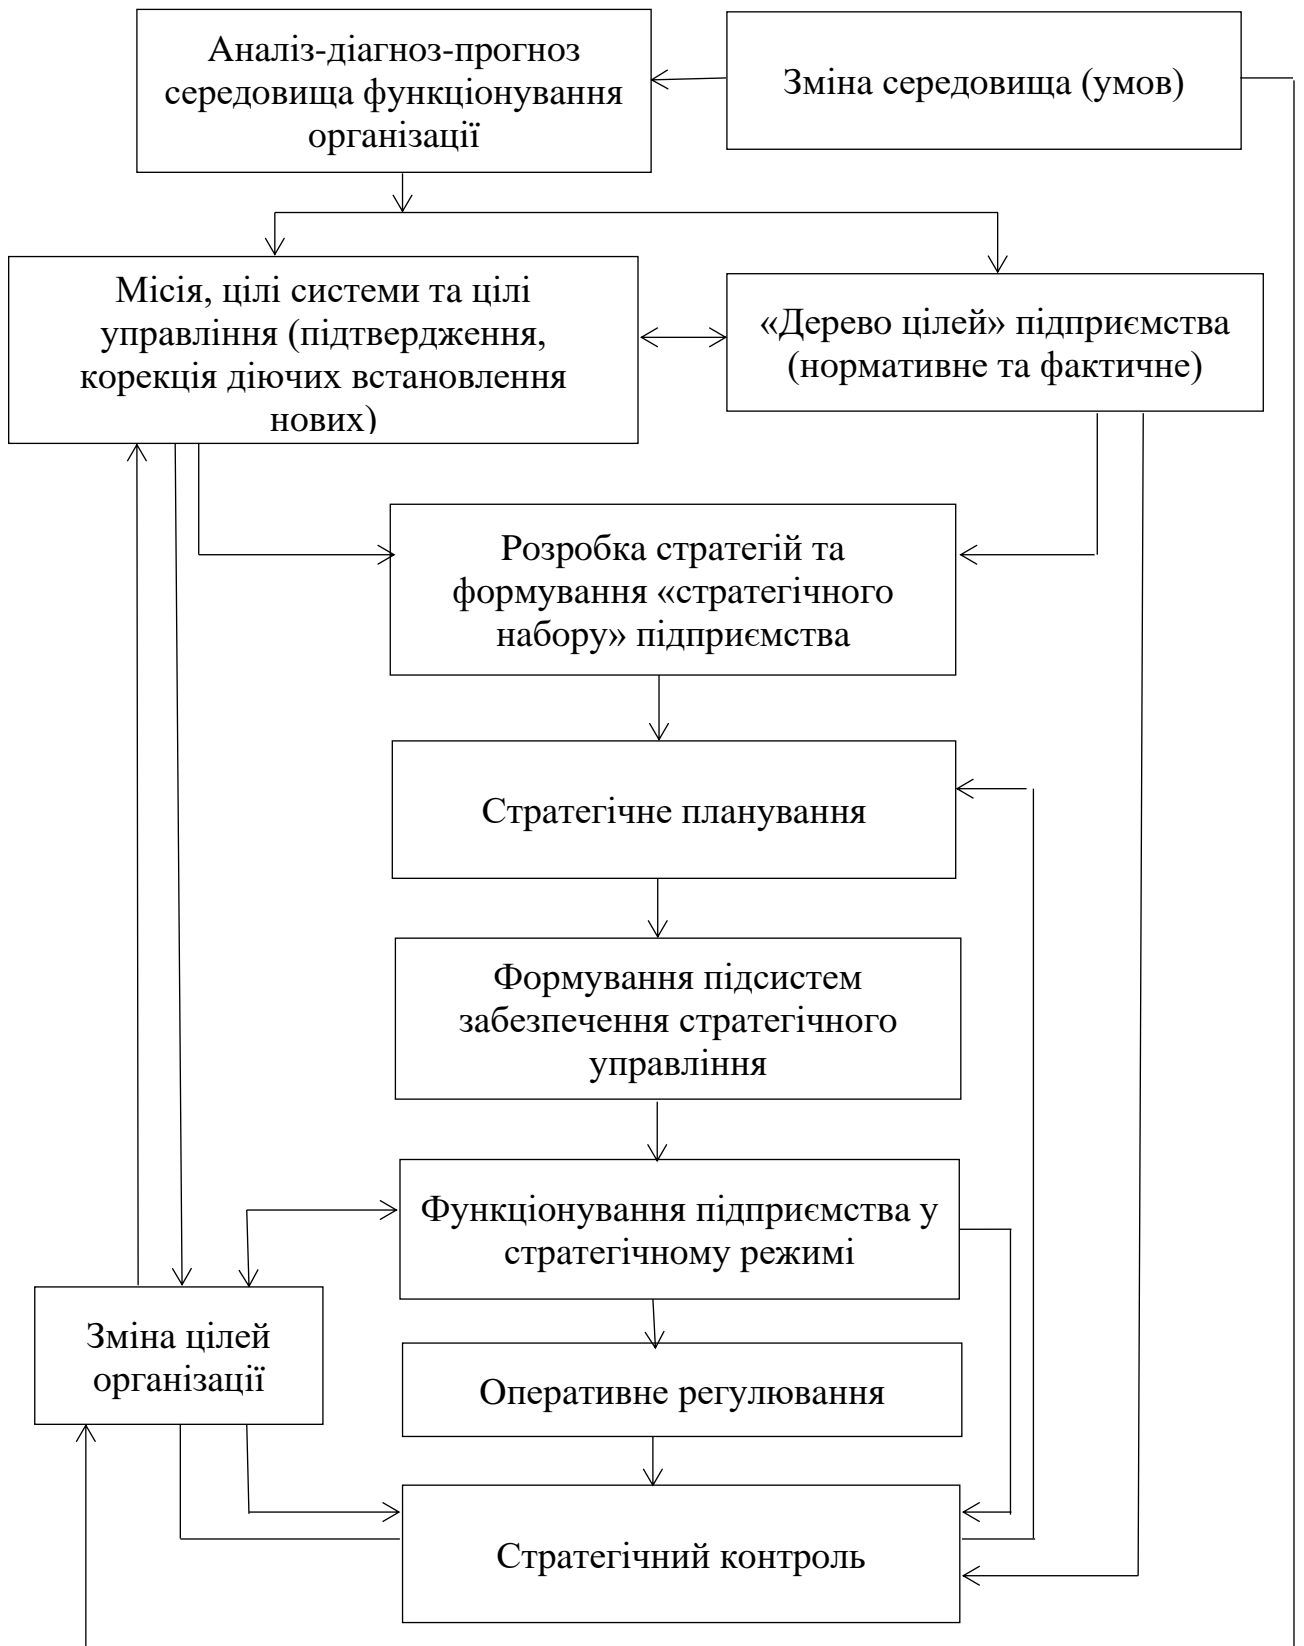 Аналіз-діагноз-прогноз
середовища функціонування
організації
Зміна середовища (умов)
Місія, цілі системи та цілі
управління (підтвердження,
корекція діючих встановлення
нових)
«Дерево цілей» підприємства
(нормативне та фактичне)
Розробка стратегій та
формування «стратегічного
набору» підприємства
Стратегічне планування
Формування підсистем
забезпечення стратегічного
управління
Функціонування підприємства у
стратегічному режимі
Зміна цілей
організації
Оперативне регулювання
Стратегічний контроль